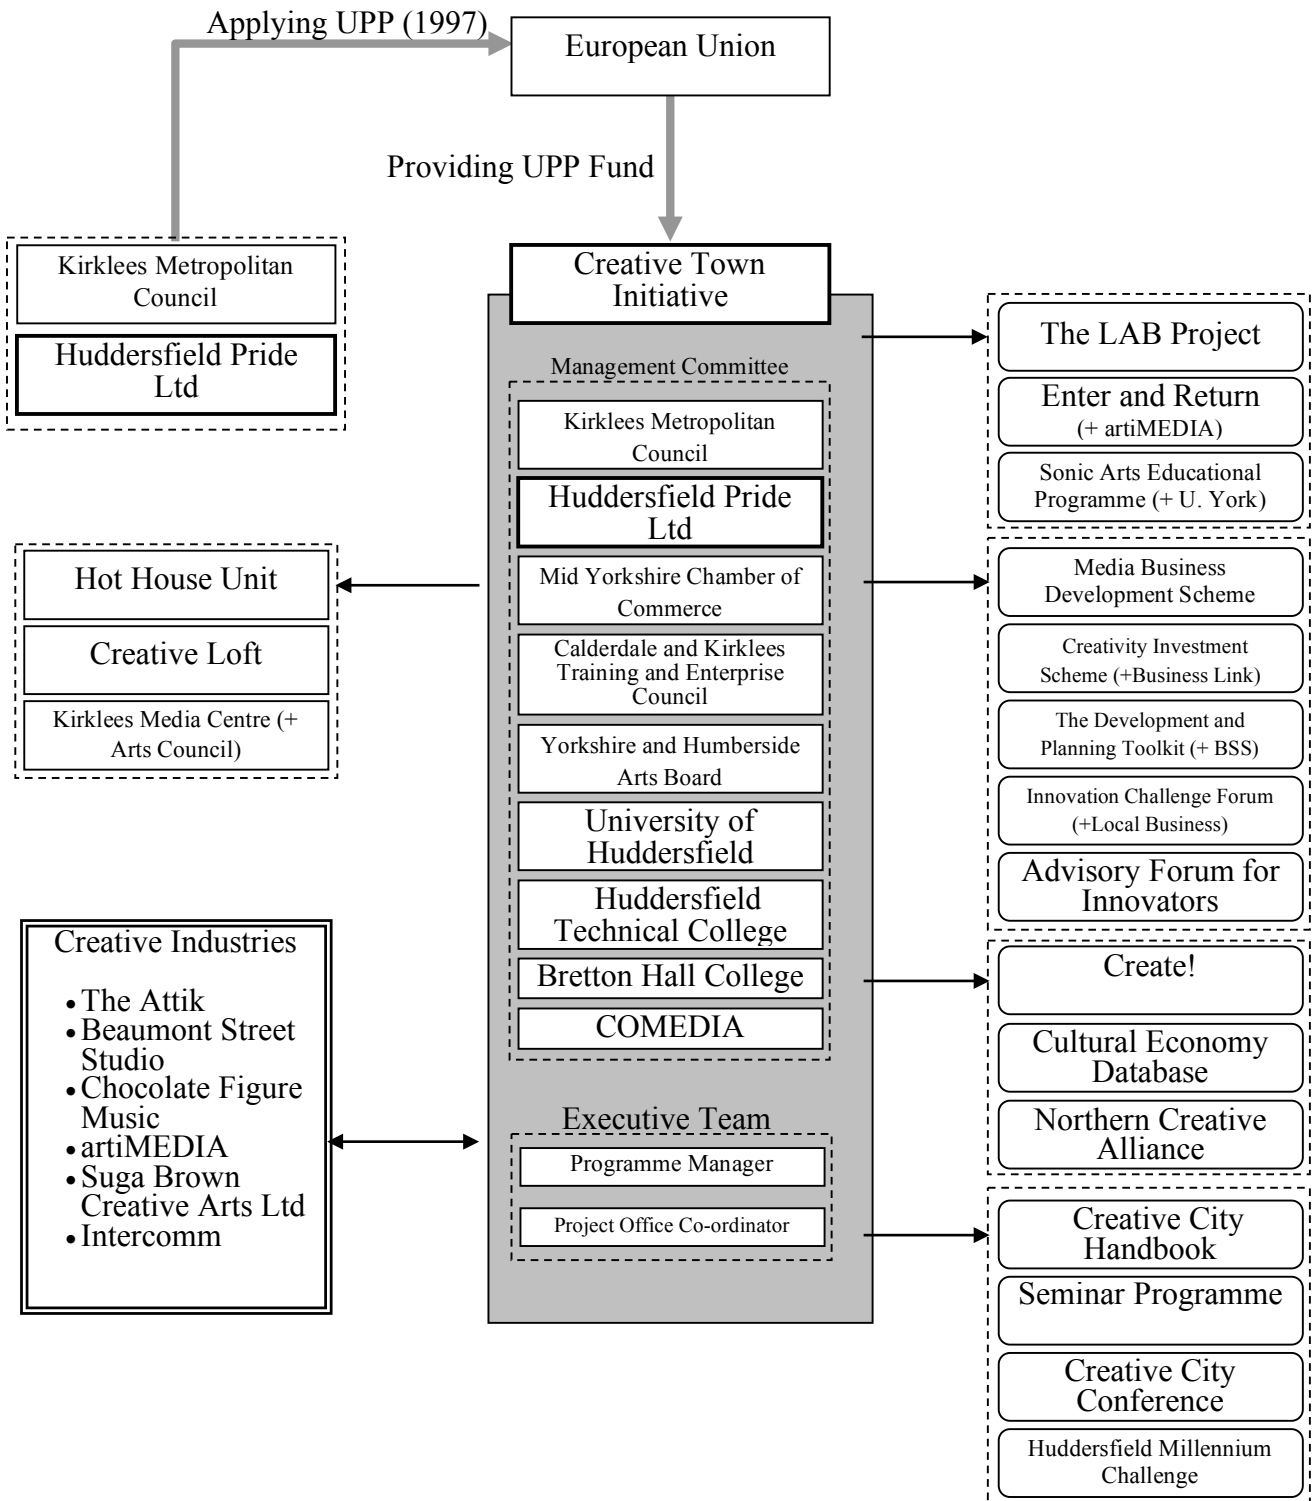 Applying UPP (1997)
European Union
Providing UPP Fund
Kirklees Metropolitan
Council
Huddersfield Pride
Ltd
Creative Town
Initiative
Management Committee
Kirklees Metropolitan
Council
Huddersfield Pride
Ltd
Mid Yorkshire Chamber of
Commerce
Calderdale and Kirklees
Training and Enterprise
Council
Yorkshire and Humberside
Arts Board
University of
Huddersfield
Huddersfield
Technical College
Bretton Hall College
COMEDIA
Executive Team
Programme Manager
Project Office Co-ordinator
Hot House Unit
Creative Loft
Kirklees Media Centre (+
Arts Council)
Creative Industries
• The Attik
• Beaumont Street
Studio
• Chocolate Figure
Music
• artiMEDIA
• Suga Brown
Creative Arts Ltd
• Intercomm
The LAB Project
Enter and Return
(+ artiMEDIA)
Sonic Arts Educational
Programme (+ U. York)
Media Business
Development Scheme
Creativity Investment
Scheme (+Business Link)
The Development and
Planning Toolkit (+ BSS)
Innovation Challenge Forum
(+Local Business)
Advisory Forum for
Innovators
Create!
Cultural Economy
Database
Northern Creative
Alliance
Creative City
Handbook
Seminar Programme
Creative City
Conference
Huddersfield Millennium
Challenge